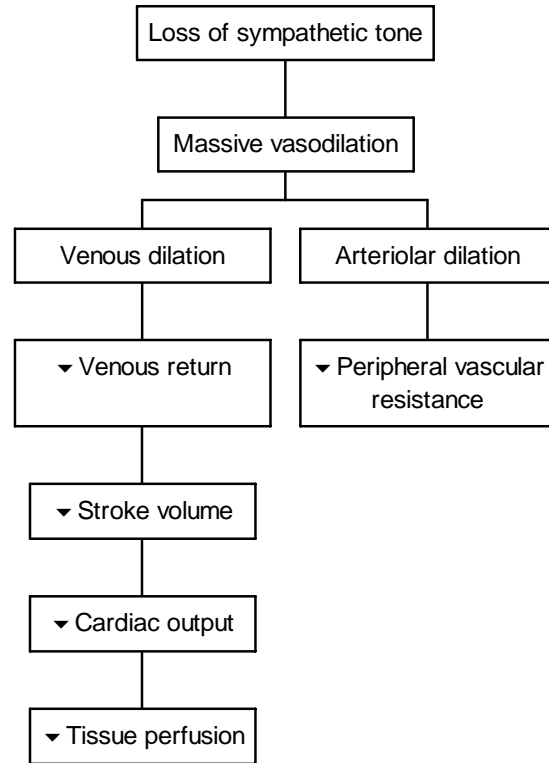 Loss of sympathetic tone
Massive vasodilation
Venous dilation
Arteriolar dilation
▼ Venous return
▼ Peripheral vascular
resistance
▼ Stroke volume
▼ Cardiac output
▼ Tissue perfusion